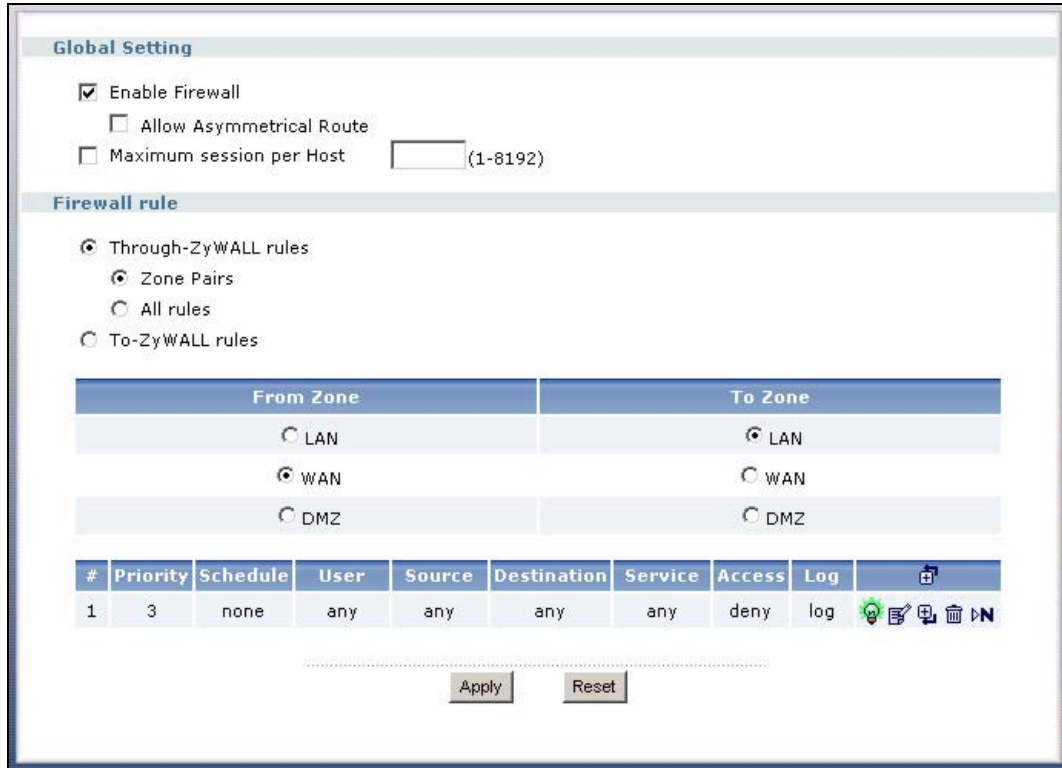 Global Setting
Enable Firewall
Allow Asymmetrical Route
Maximum session per Host (1-8192)
Firewall rule
Through-ZyWALL rules
Zone Pairs
All rules
To-ZyWALL rules
From Zone To Zone
LAN LAN
WAN WAN
DMZ DMZ
# Priority Schedule User Source Destination Service Access Log
1 3 none any any any any deny log N
Apply Reset